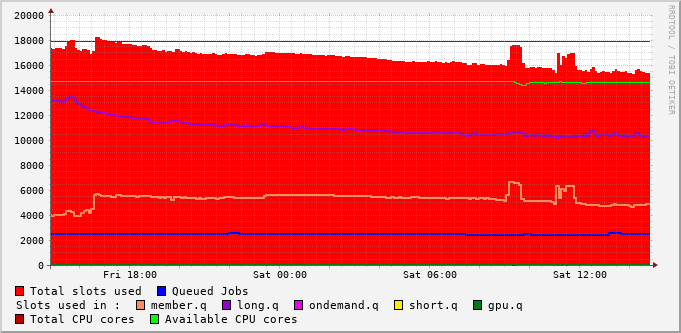 20000
18000
16000
14000
12000
10000
8000
6000
4000
2000
0
Fri 18:00 Sat 00:00 Sat 06:00 Sat 12:00
RRDTOOL / TOBI OETIKER
Total slots used Queued Jobs
Slots used in : member.q long.q ondemand.q short.q gpu.q
Total CPU cores Available CPU cores